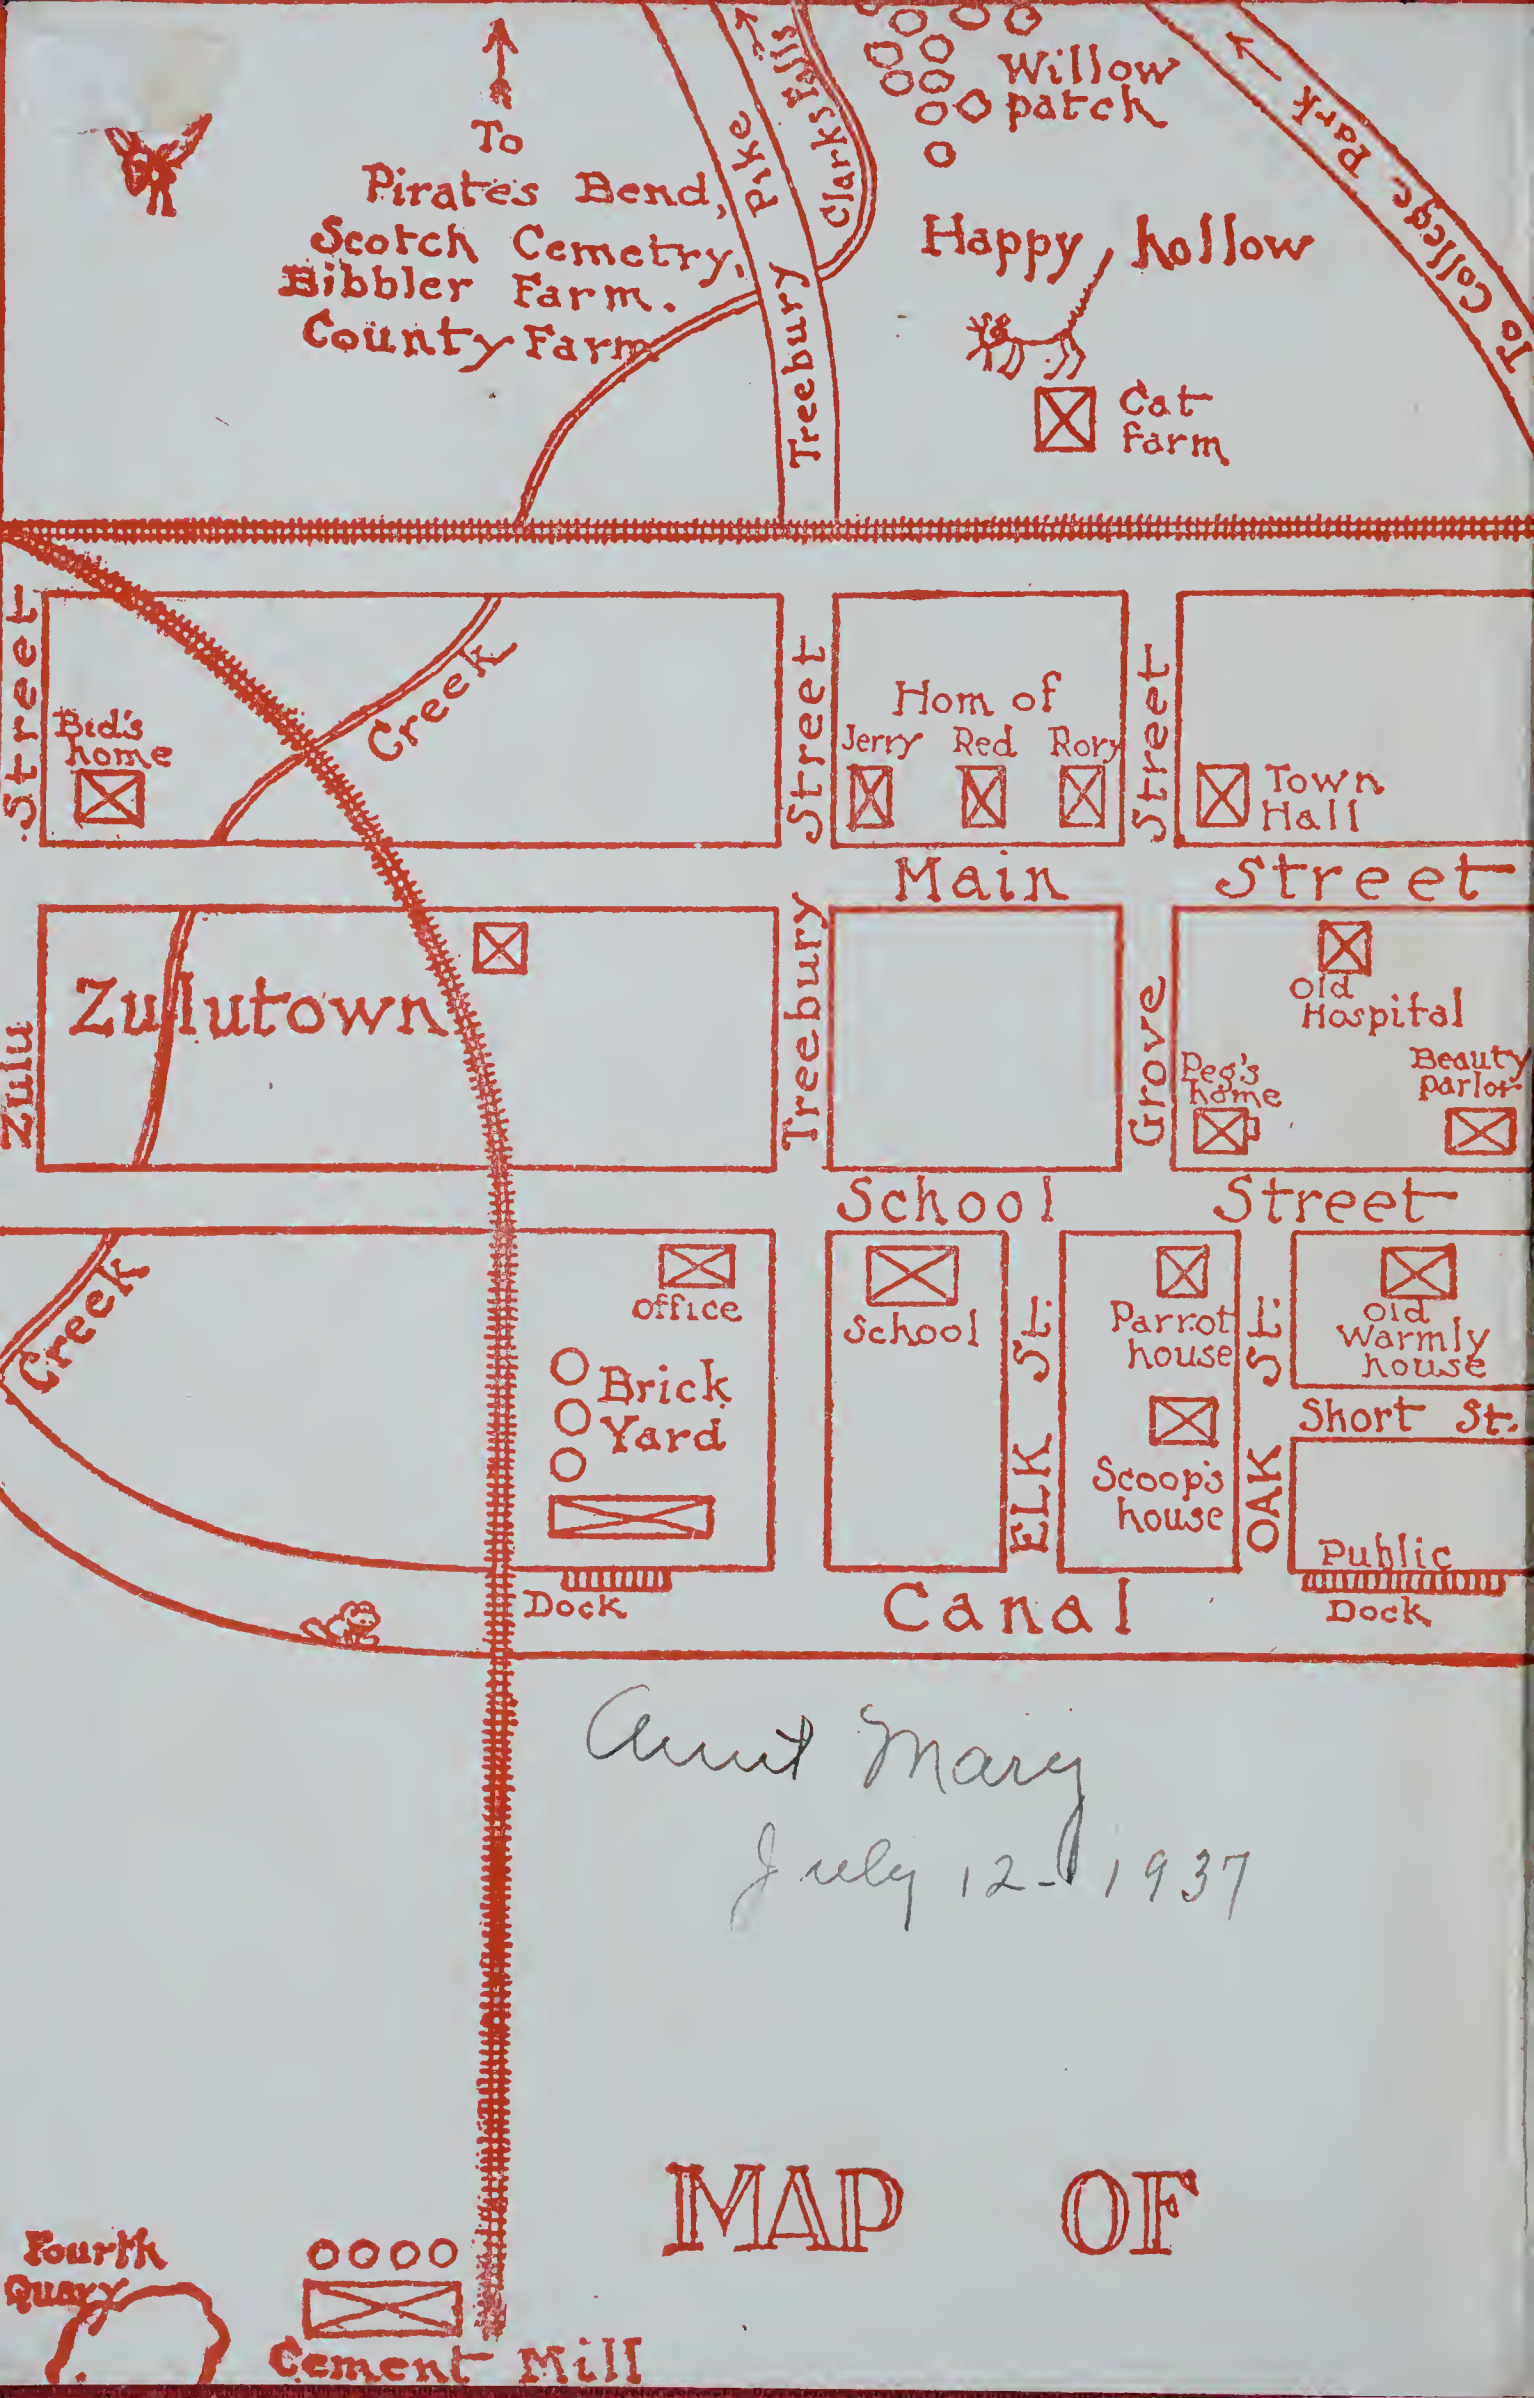 To
Pirates Bend,
Scotch Cemetry,
Bibbler Farm.
County Farm
Treebury Pike
Clarks Falls
Willow
patch
To College Park
Happy hollow
Cat
Farm
Street
Bid's
home
Creek
Street
Hom of
Jerry Red Rory
Street
Town
Hall
Main Street
Zulu
Zulutown
Treebury
Grove
Old
Hospital
Peg's
home
Beauty
parlor
School Street
Creek
Office
Brick
Yard
School
ELK ST.
Parrot
house
Scoop's
house
OAK ST.
Old
Warmly
house
Short St.
Public
Dock
Dock
Canal
Aunt Mary
July 12-1937
MAP OF
Fourth
Quary
Cement Mill